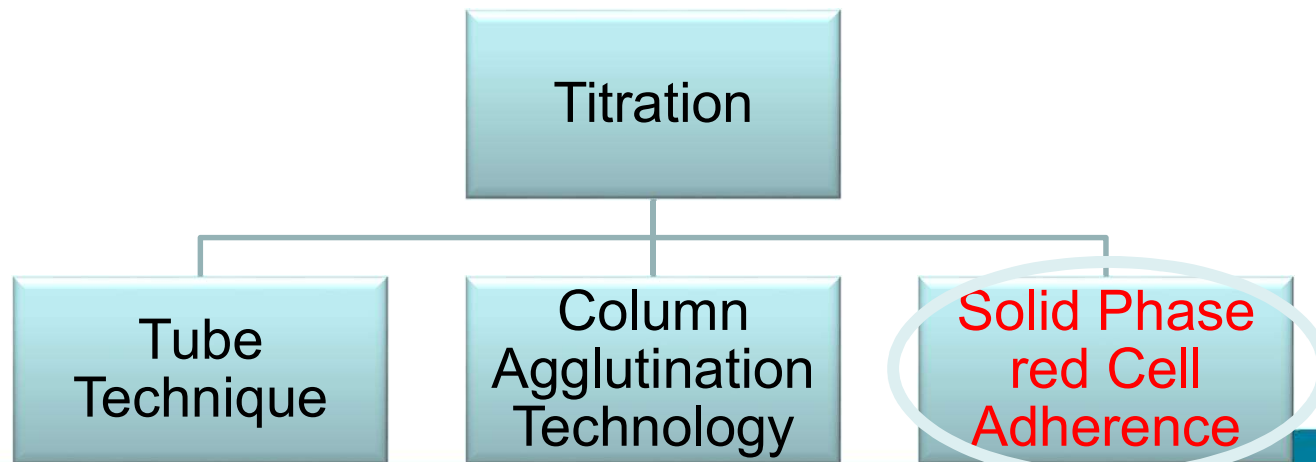 Titration
Tube
Technique
Column
Agglutination
Technology
Solid Phase
red Cell
Adherence